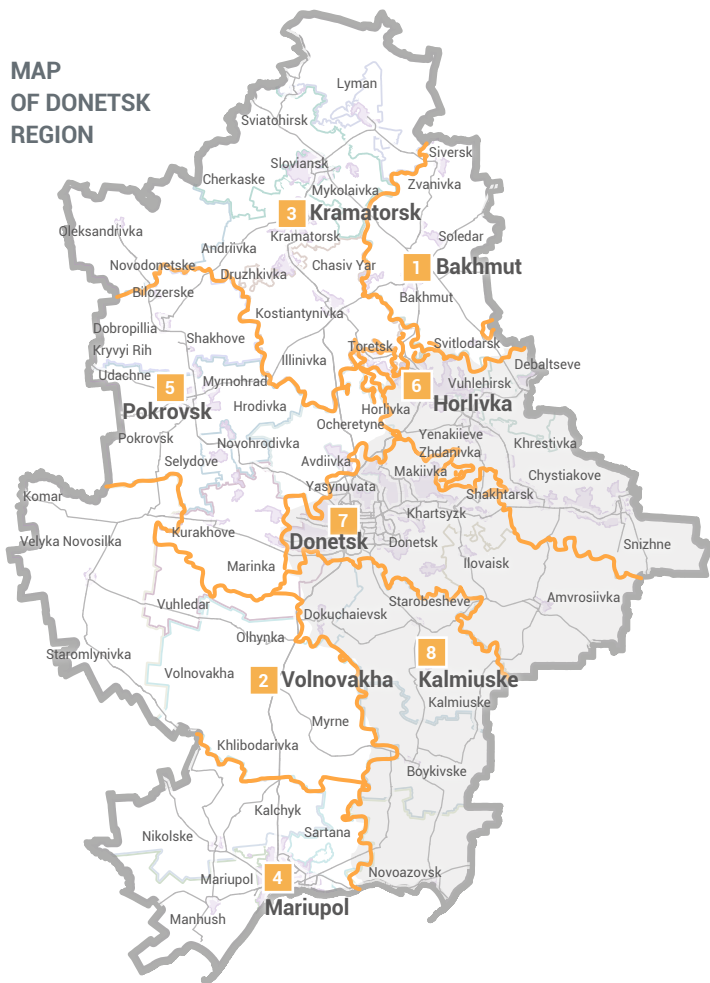 MAP
OF DONETSK
REGION
Lyman
Sviatohirsk
Siversk
Sloviansk
Cherkaske
Zvanivka
Mykolaivka
3 Kramatorsk
Oleksandrivka
Kramatorsk
Soledar
Andriivka
Novodonetske
Druzhkivka
Chasiv Yar
1 Bakhmut
Bilozerske
Bakhmut
Kostiantynivka
Dobropillia
Shakhove
Toretsk
Svitlodarsk
Kryvyi Rih
Illinivka
Debaltseve
Udachne
Myrnohrad
Vuhlehirsk
5
Pokrovsk
6
Horlivka
Hrodivka
Horlivka
Ocheretyne
Pokrovsk
Novohrodivka
Yenakiieve
Khrestivka
Zhdanivka
Selydove
Avdiivka
Makiivka
Chystiakove
Yasynuvata
Shakhtarsk
Komar
Khartsyzk
7
Donetsk
Kurakhove
Velyka Novosilka
Donetsk
Snizhne
Marinka
Ilovaisk
Vuhledar
Starobesheve
Amvrosiivka
Dokuchaievsk
Olhynka
Staromlynivka
8
Kalmiuske
Volnovakha
2 Volnovakha
Kalmiuske
Myrne
Khlibodarivka
Boykivske
Kalchyk
Nikolske
Sartana
Mariupol
4
Mariupol
Novoazovsk
Manhush